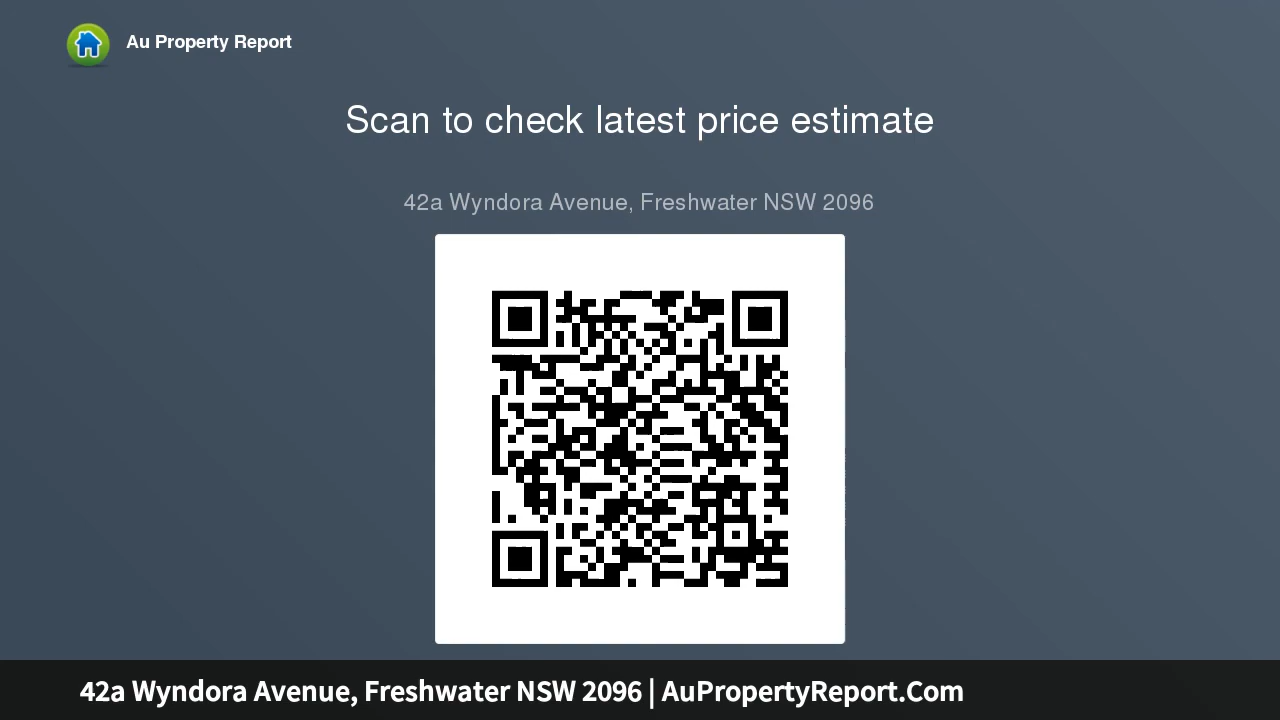 Au Property Report
Scan to check latest price estimate
42a Wyndora Avenue, Freshwater NSW 2096
42a Wyndora Avenue, Freshwater NSW 2096 | AuPropertyReport.Com